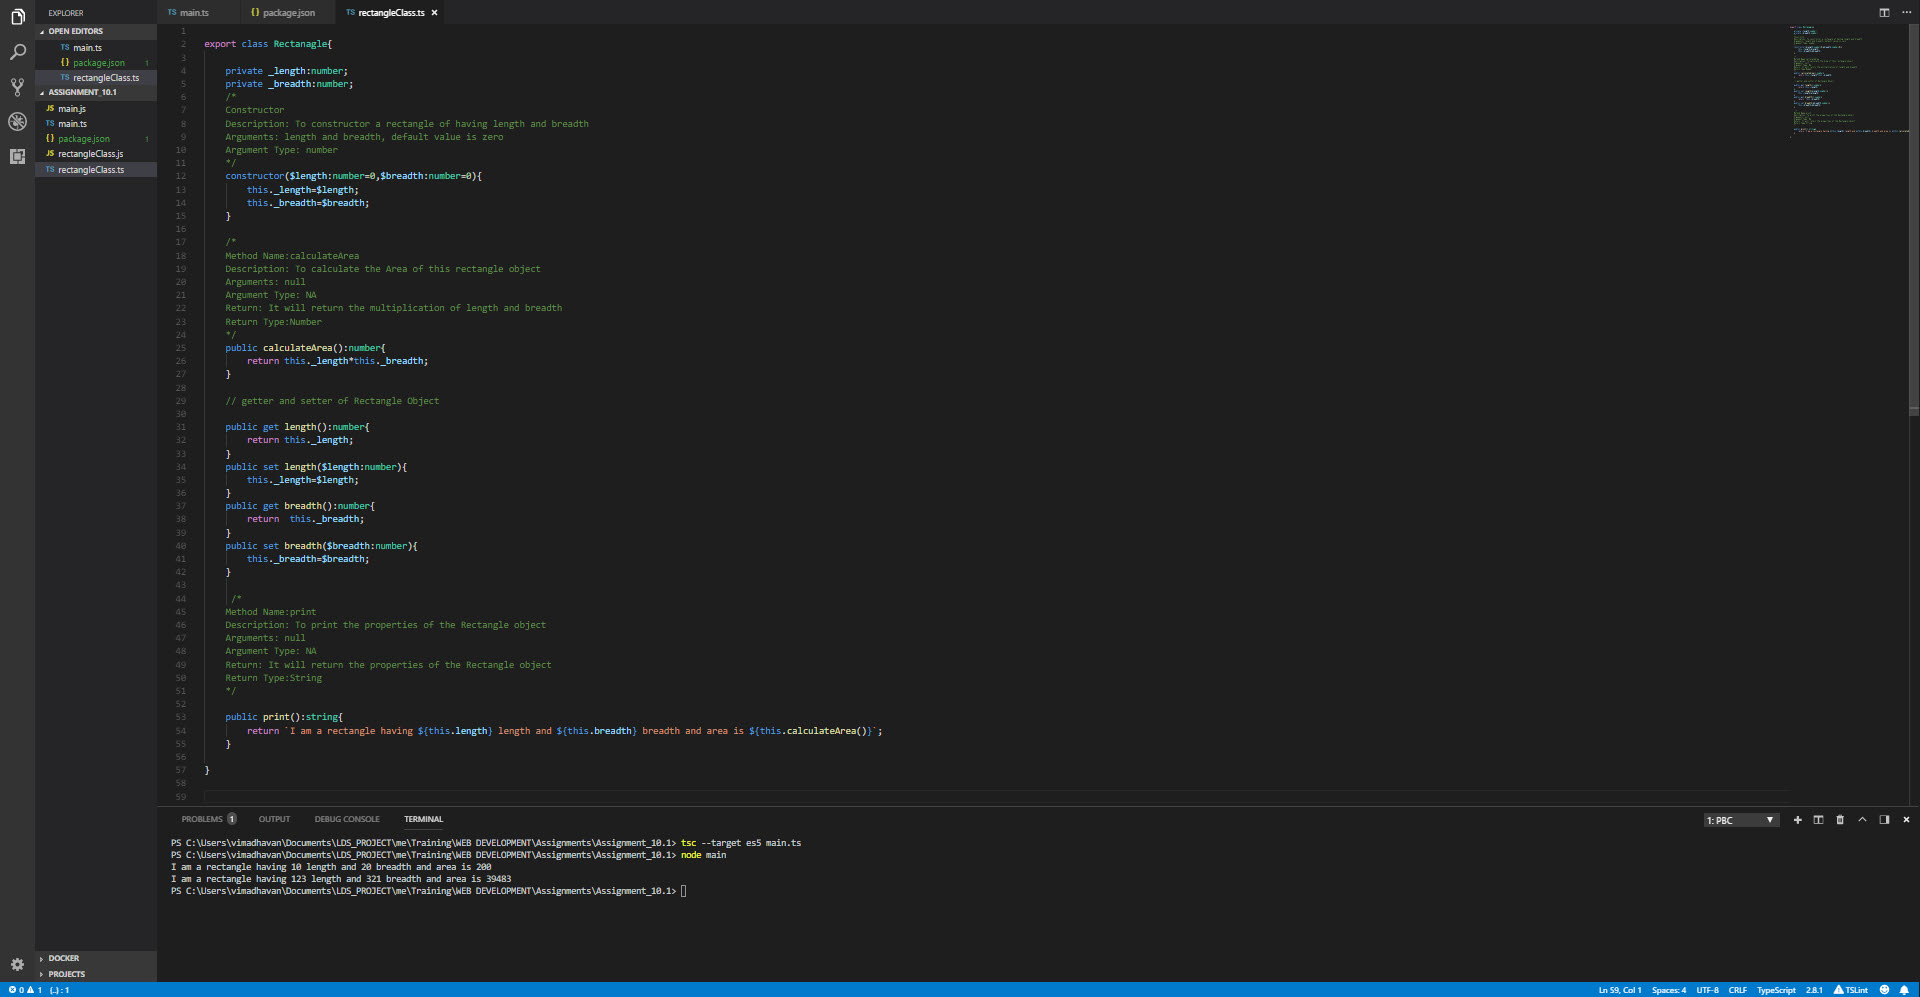 EXPLORER
OPEN EDITORS
TS main.ts
{} package.json 1
TS rectangleClass.ts
ASSIGNMENT_10.1
JS main.js
TS main.ts
{} package.json 1
JS rectangleClass.js
TS rectangleClass.ts
DOCKER
PROJECTS
TS main.ts {} package.json TS rectangleClass.ts ×
1
2 export class Rectanagle{
3
4 private _length:number;
5 private _breadth:number;
6 /*
7 Constructor
8 Description: To constructor a rectangle of having length and breadth
9 Arguments: length and breadth, default value is zero
10 Argument Type: number
11 */
12 constructor($length:number=0,$breadth:number=0){
13 this._length=$length;
14 this._breadth=$breadth;
15 }
16
17 /*
18 Method Name:calculateArea
19 Description: To calculate the Area of this rectangle object
20 Arguments: null
21 Argument Type: NA
22 Return: It will return the multiplication of length and breadth
23 Return Type:Number
24 */
25 public calculateArea():number{
26 return this._length*this._breadth;
27 }
28
29 // getter and setter of Rectangle Object
30
31 public get length():number{
32 return this._length;
33 }
34 public set length($length:number){
35 this._length=$length;
36 }
37 public get breadth():number{
38 return  this._breadth;
39 }
40 public set breadth($breadth:number){
41 this._breadth=$breadth;
42 }
43
44 /*
45 Method Name:print
46 Description: To print the properties of the Rectangle object
47 Arguments: null
48 Argument Type: NA
49 Return: It will return the properties of the Rectangle object
50 Return Type:String
51 */
52
53 public print():string{
54 return `I am a rectangle having ${this.length} length and ${this.breadth} breadth and area is ${this.calculateArea()}`;
55 }
56
57 }
58
59
PROBLEMS 1 OUTPUT DEBUG CONSOLE TERMINAL 1: PBC
PS C:\Users\vimadhavan\Documents\LDS_PROJECT\me\Training\WEB DEVELOPMENT\Assignments\Assignment_10.1> tsc --target es5 main.ts
PS C:\Users\vimadhavan\Documents\LDS_PROJECT\me\Training\WEB DEVELOPMENT\Assignments\Assignment_10.1> node main
I am a rectangle having 10 length and 20 breadth and area is 200
I am a rectangle having 123 length and 321 breadth and area is 39483
PS C:\Users\vimadhavan\Documents\LDS_PROJECT\me\Training\WEB DEVELOPMENT\Assignments\Assignment_10.1>
0 1 {..} : 1 Ln 59, Col 1 Spaces: 4 UTF-8 CRLF TypeScript 2.8.1 TSLint